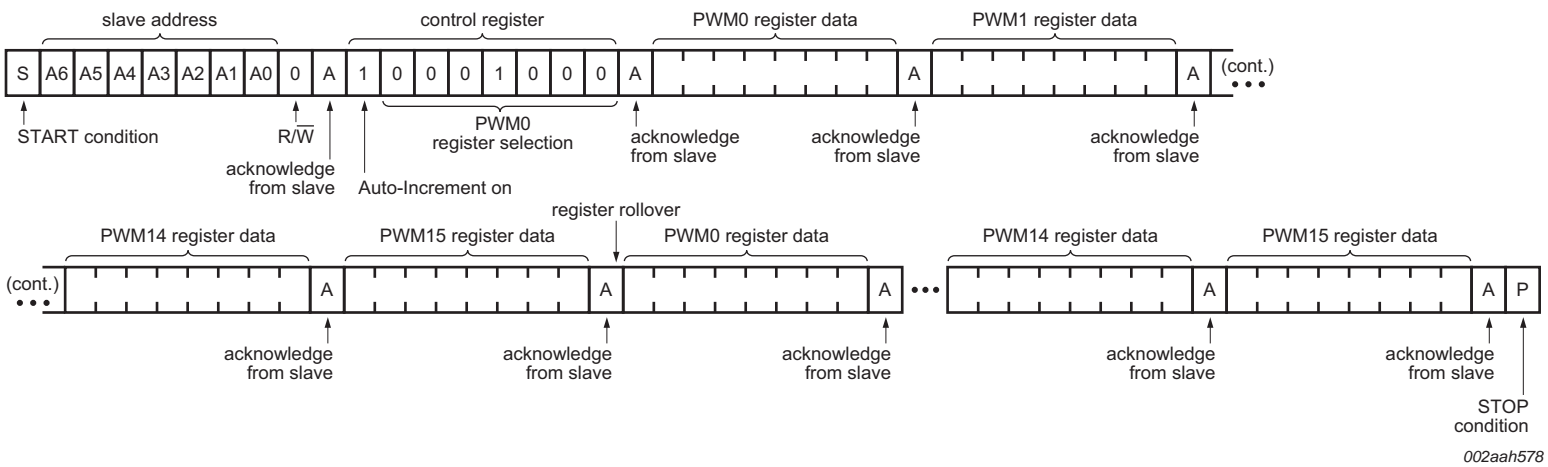 slave address control register PWM0 register data PWM1 register data
S A6 A5 A4 A3 A2 A1 A0 0 A 1 0 0 0 1 0 0 0 A A A (cont.)
START condition R/W̅ PWM0 acknowledge acknowledge acknowledge
register selection from slave from slave from slave
acknowledge
from slave Auto-Increment on
register rollover
PWM14 register data PWM15 register data PWM0 register data PWM14 register data PWM15 register data
(cont.) A A A A A P
acknowledge acknowledge acknowledge acknowledge acknowledge
from slave from slave from slave from slave from slave
STOP
condition
002aah578